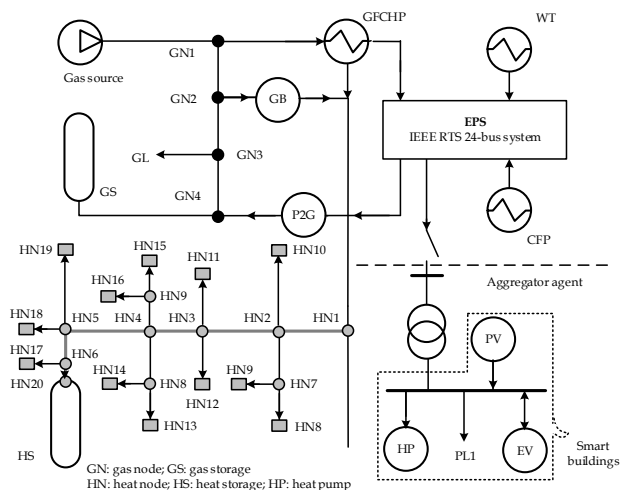 GFCHP
WT
GN1
Gas source
GN2
GB
EPS
IEEE RTS 24-bus system
GL
GN3
GS
GN4
P2G
CFP
HN19
HN15
HN11
HN10
HN16
HN9
Aggregator agent
HN18
HN5
HN4
HN3
HN2
HN1
HN17
HN6
HN14
HN8
HN9
HN7
PV
HN20
HN12
HN13
HN8
HS
HP
PL1
EV
Smart
buildings
GN: gas node; GS: gas storage
HN: heat node; HS: heat storage; HP: heat pump